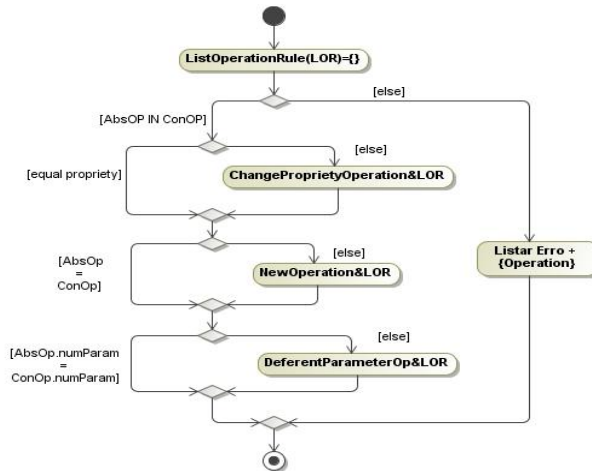 ListOperationRule(LOR)={}
[else]
[AbsOP IN ConOP]
[else]
[equal propriety]
ChangeProprietyOperation&LOR
[else]
[AbsOp
=
ConOp]
NewOperation&LOR
Listar Erro +
{Operation}
[else]
[AbsOp.numParam
=
ConOp.numParam]
DeferentParameterOp&LOR